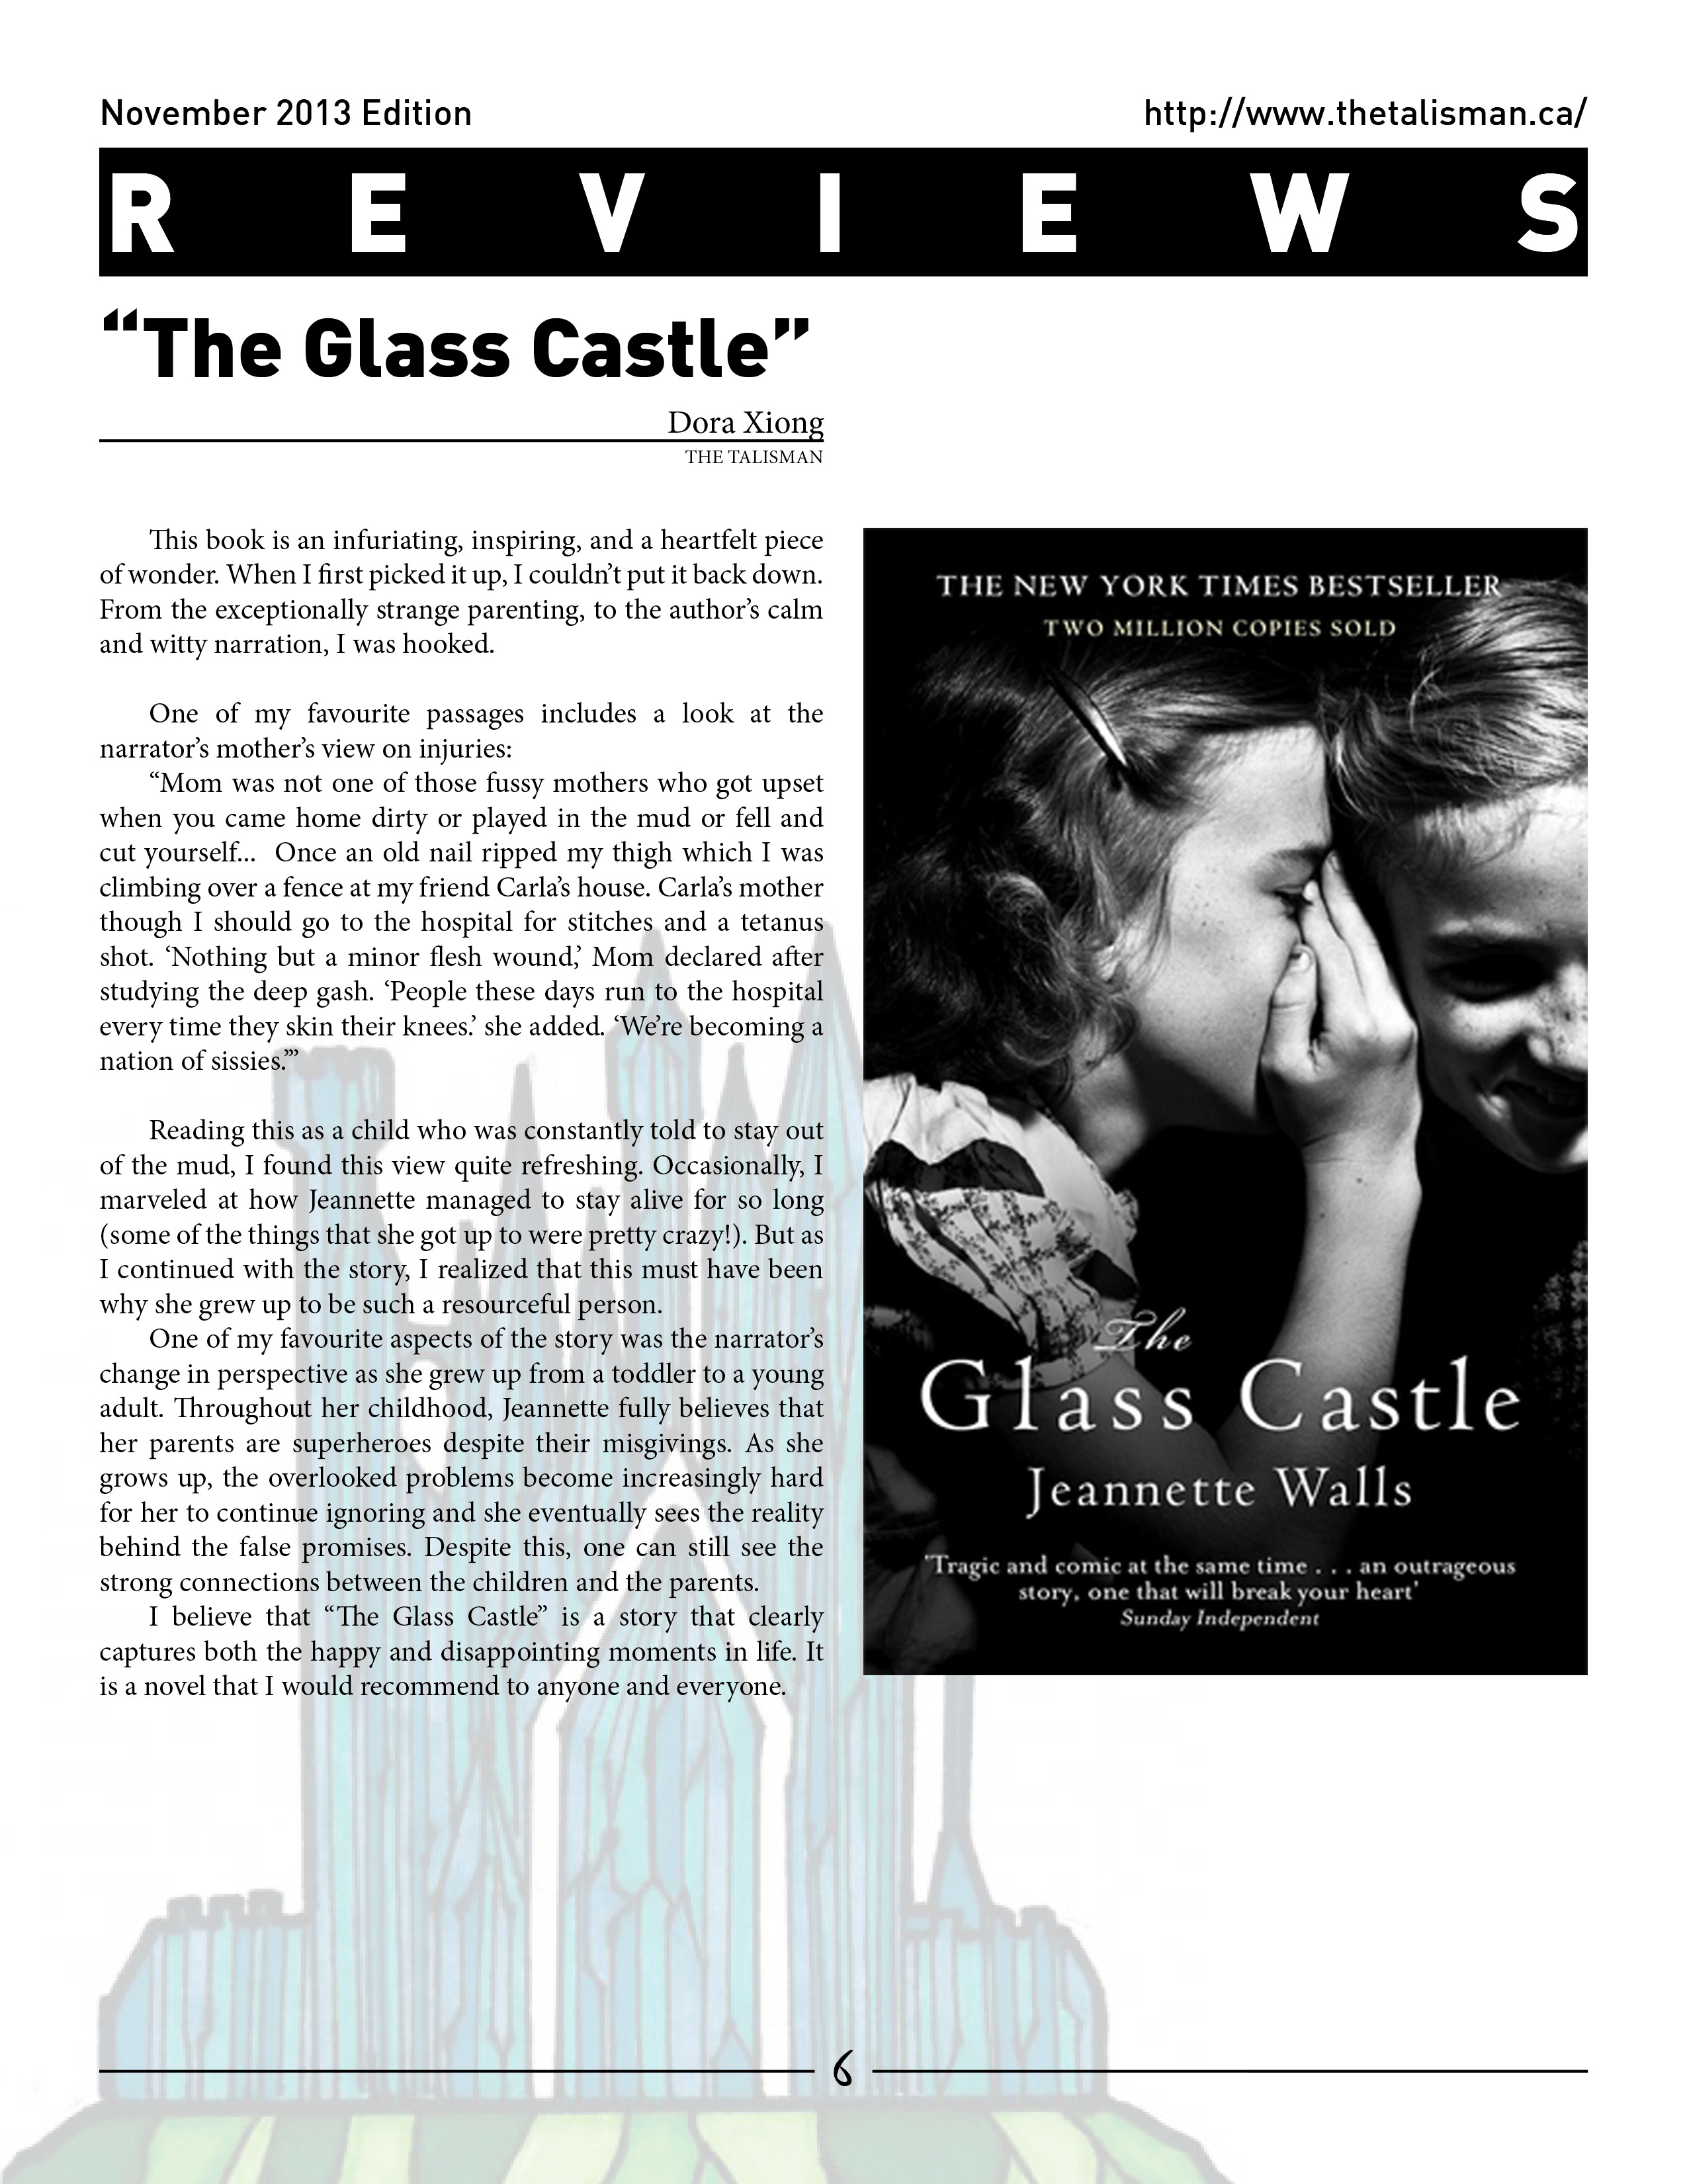 November 2013 Edition
http://www.thetalisman.ca/
R E V I E W S
“The Glass Castle”
Dora Xiong
THE TALISMAN
This book is an infuriating, inspiring, and a heartfelt piece
of wonder. When I first picked it up, I couldn’t put it back down.
From the exceptionally strange parenting, to the author’s calm
and witty narration, I was hooked.
One of my favourite passages includes a look at the
narrator’s mother’s view on injuries:
“Mom was not one of those fussy mothers who got upset
when you came home dirty or played in the mud or fell and
cut yourself... Once an old nail ripped my thigh which I was
climbing over a fence at my friend Carla’s house. Carla’s mother
though I should go to the hospital for stitches and a tetanus
shot. ‘Nothing but a minor flesh wound,’ Mom declared after
studying the deep gash. ‘People these days run to the hospital
every time they skin their knees.’ she added. ‘We’re becoming a
nation of sissies.’”
Reading this as a child who was constantly told to stay out
of the mud, I found this view quite refreshing. Occasionally, I
marveled at how Jeannette managed to stay alive for so long
(some of the things that she got up to were pretty crazy!). But as
I continued with the story, I realized that this must have been
why she grew up to be such a resourceful person.
One of my favourite aspects of the story was the narrator’s
change in perspective as she grew up from a toddler to a young
adult. Throughout her childhood, Jeannette fully believes that
her parents are superheroes despite their misgivings. As she
grows up, the overlooked problems become increasingly hard
for her to continue ignoring and she eventually sees the reality
behind the false promises. Despite this, one can still see the
strong connections between the children and the parents.
I believe that “The Glass Castle” is a story that clearly
captures both the happy and disappointing moments in life. It
is a novel that I would recommend to anyone and everyone.
THE NEW YORK TIMES BESTSELLER
TWO MILLION COPIES SOLD
The
Glass Castle
Jeannette Walls
'Tragic and comic at the same time . . . an outrageous
story, one that will break your heart'
Sunday Independent
6